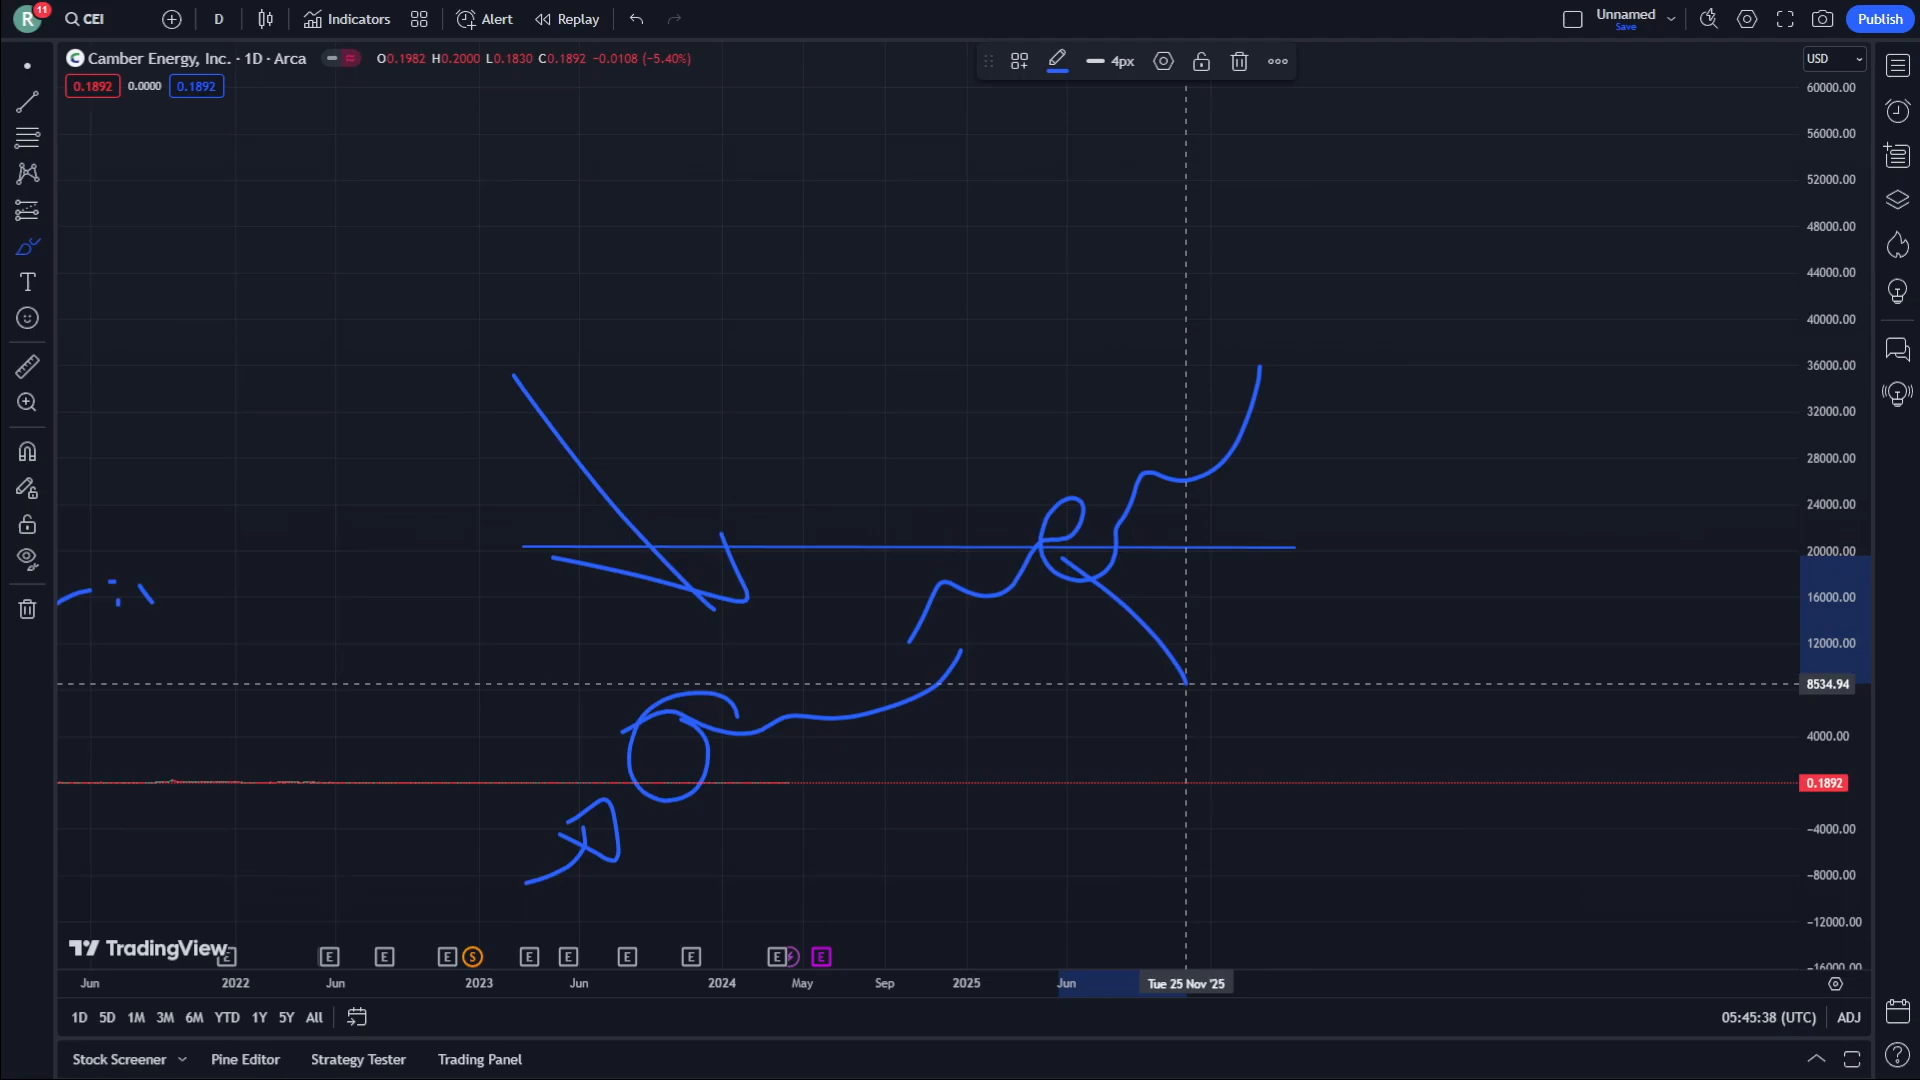 R 11 CEI D Indicators Alert Replay Unnamed Save Publish
Camber Energy, Inc. · 1D · Arca O0.1982 H0.2000 L0.1830 C0.1892 −0.0108 (−5.40%) 4px USD
0.1892 0.0000 0.1892
60000.00
56000.00
52000.00
48000.00
44000.00
40000.00
36000.00
32000.00
28000.00
24000.00
20000.00
16000.00
12000.00
8534.94
4000.00
0.1892
−4000.00
−8000.00
−12000.00
−16000.00
TradingView E E E E S E E E E E E
Jun 2022 Jun 2023 Jun 2024 May Sep 2025 Jun Tue 25 Nov '25
1D 5D 1M 3M 6M YTD 1Y 5Y All 05:45:38 (UTC) ADJ
Stock Screener Pine Editor Strategy Tester Trading Panel